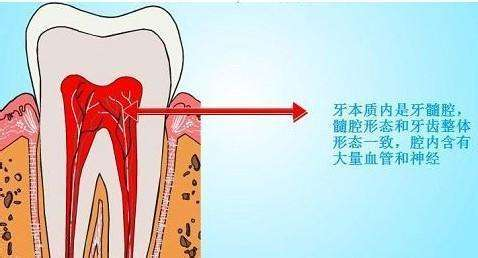 牙本质内是牙髓腔，
髓腔形态和牙齿整体
形态一致，腔内含有
大量血管和神经